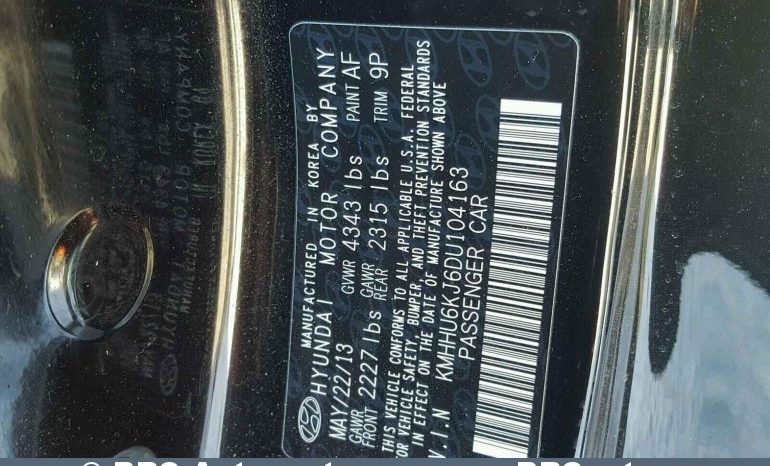 MANUFACTURED IN KOREA BY
HYUNDAI MOTOR COMPANY
MAY/22/13 GVWR 4343 lbs PAINT AF
GAWR FRONT 2227 lbs GAWR REAR 2315 lbs TRIM 9P
THIS VEHICLE CONFORMS TO ALL APPLICABLE U.S.A. FEDERAL
MOTOR VEHICLE SAFETY, BUMPER, AND THEFT PREVENTION STANDARDS
IN EFFECT ON THE DATE OF MANUFACTURE SHOWN ABOVE
V.I.N KMHHU6KJ6DU104163
PASSENGER CAR